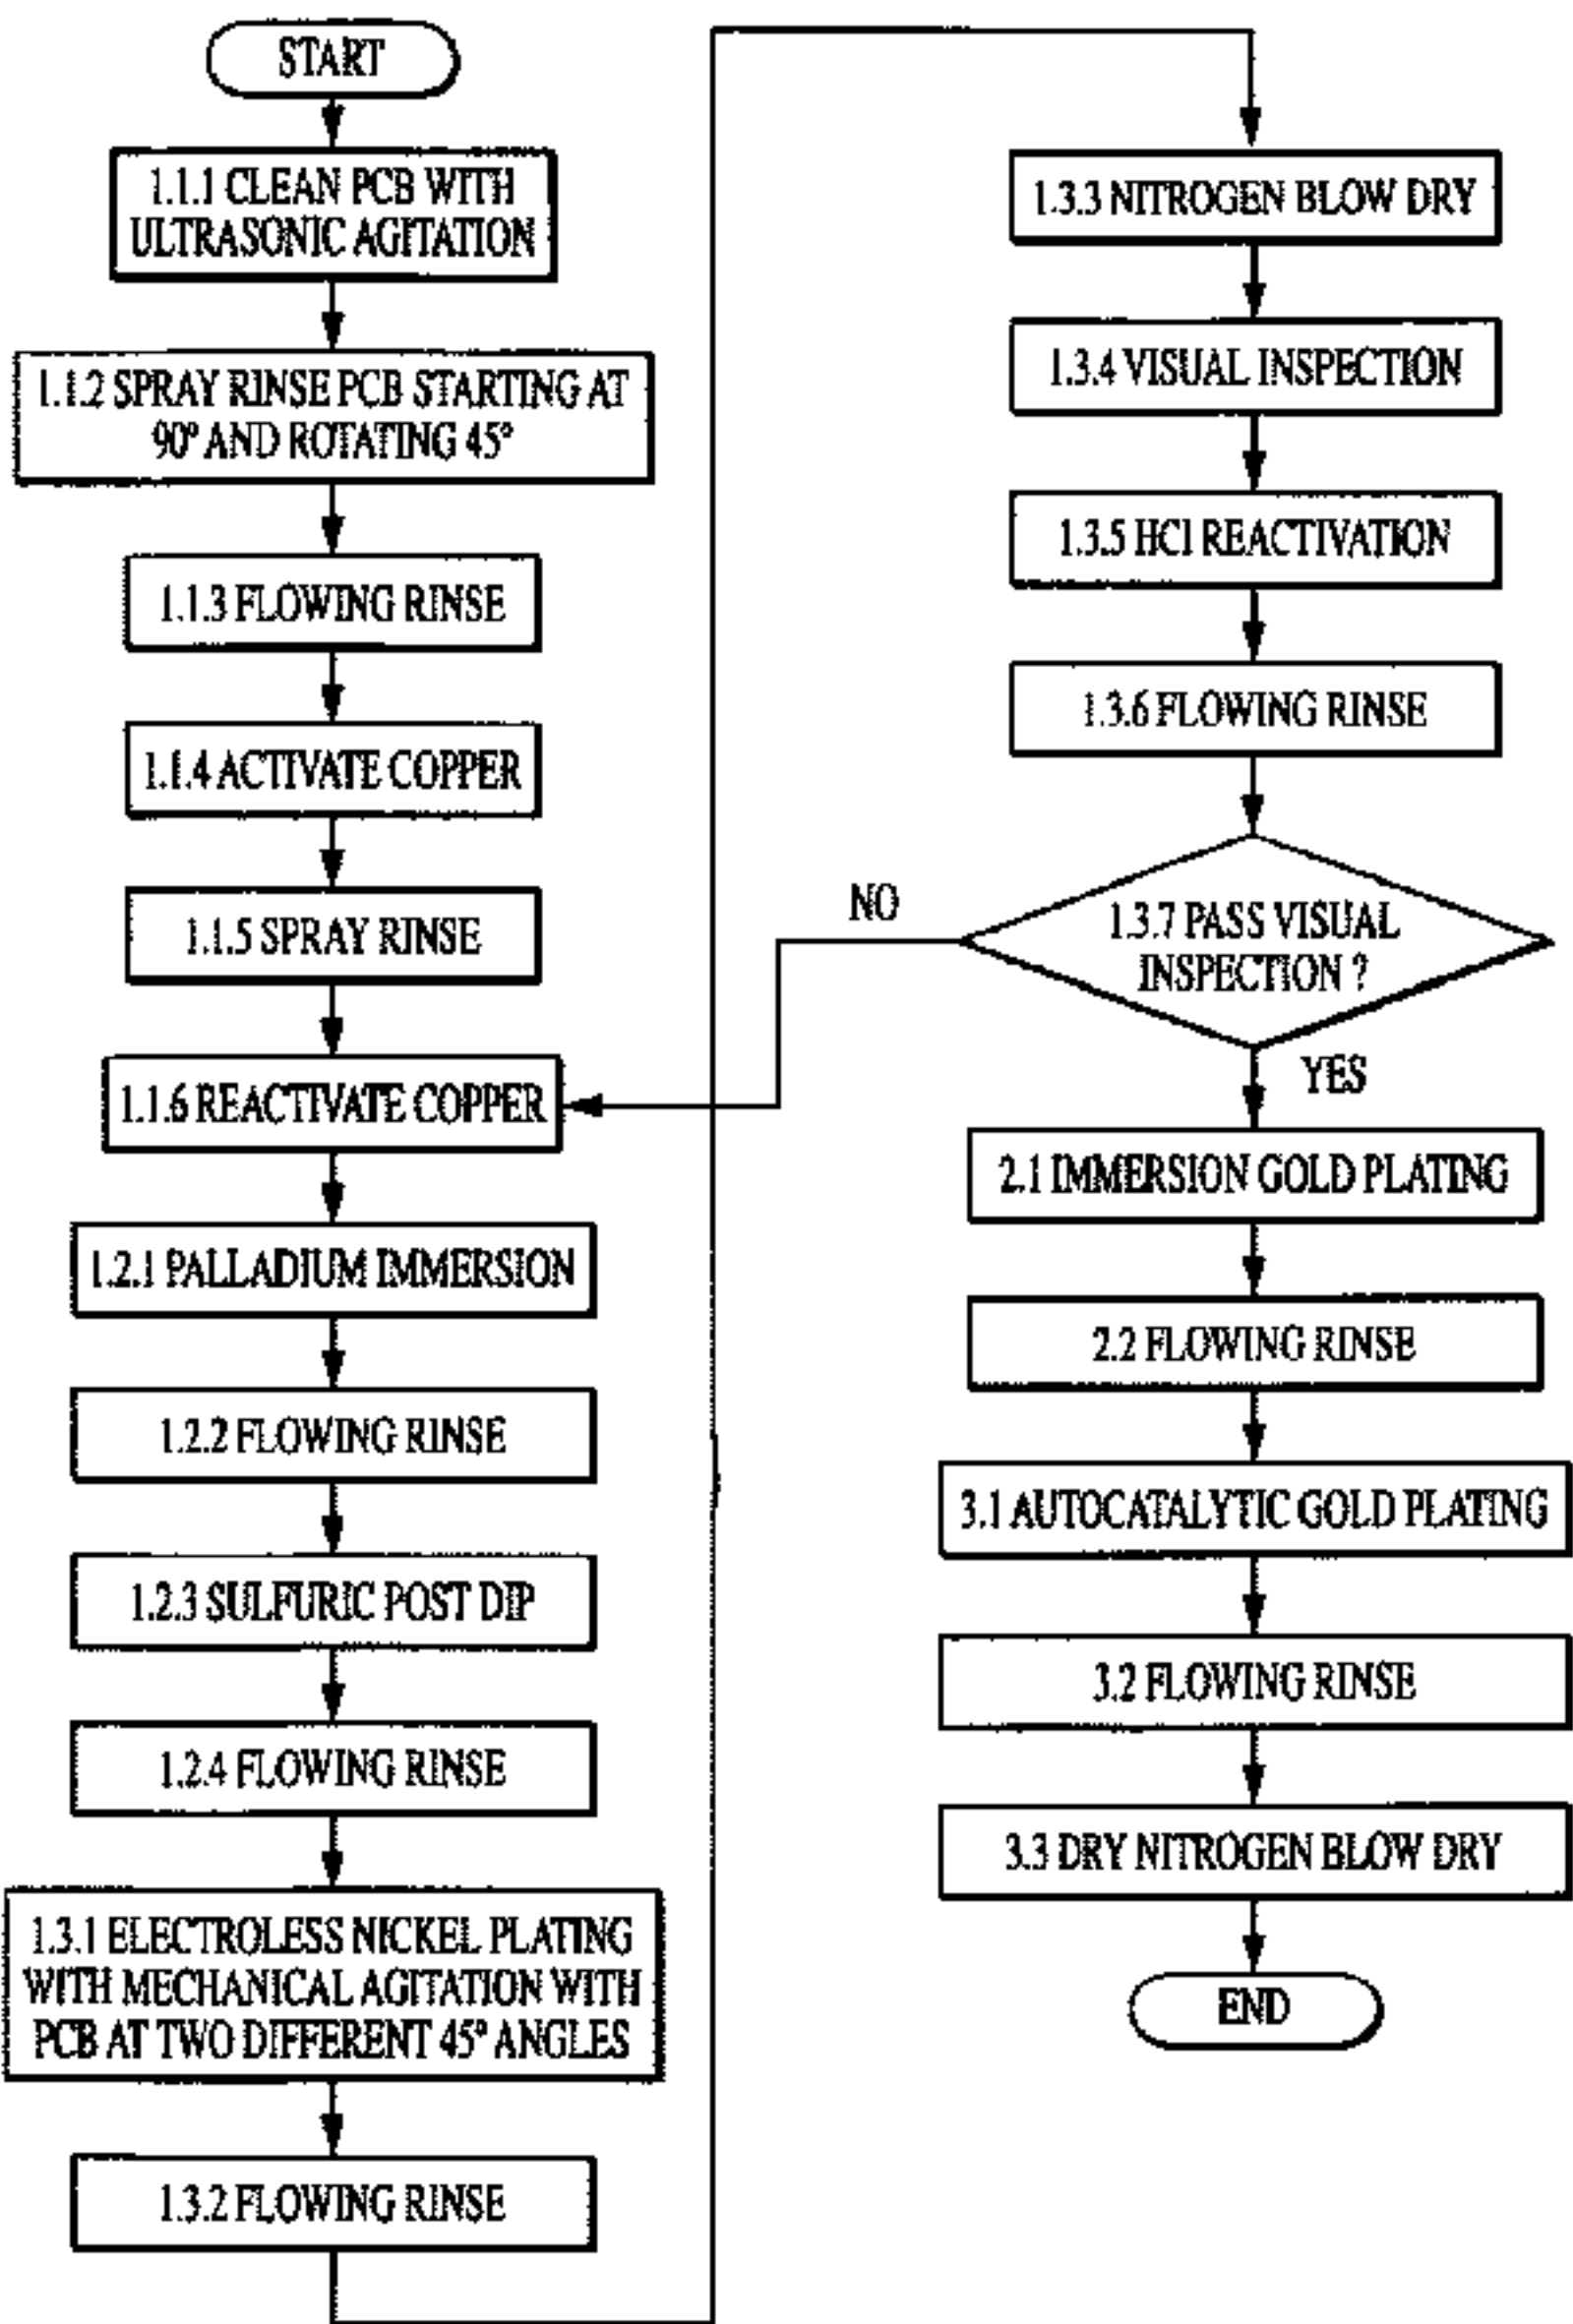 START
1.1.1 CLEAN PCB WITH
ULTRASONIC AGITATION
1.1.2 SPRAY RINSE PCB STARTING AT
90° AND ROTATING 45°
1.1.3 FLOWING RINSE
1.1.4 ACTIVATE COPPER
1.1.5 SPRAY RINSE
1.1.6 REACTIVATE COPPER
1.2.1 PALLADIUM IMMERSION
1.2.2 FLOWING RINSE
1.2.3 SULFURIC POST DIP
1.2.4 FLOWING RINSE
1.3.1 ELECTROLESS NICKEL PLATING
WITH MECHANICAL AGITATION WITH
PCB AT TWO DIFFERENT 45° ANGLES
1.3.2 FLOWING RINSE
1.3.3 NITROGEN BLOW DRY
1.3.4 VISUAL INSPECTION
1.3.5 HCl REACTIVATION
1.3.6 FLOWING RINSE
1.3.7 PASS VISUAL
INSPECTION ?
NO
YES
2.1 IMMERSION GOLD PLATING
2.2 FLOWING RINSE
3.1 AUTOCATALYTIC GOLD PLATING
3.2 FLOWING RINSE
3.3 DRY NITROGEN BLOW DRY
END